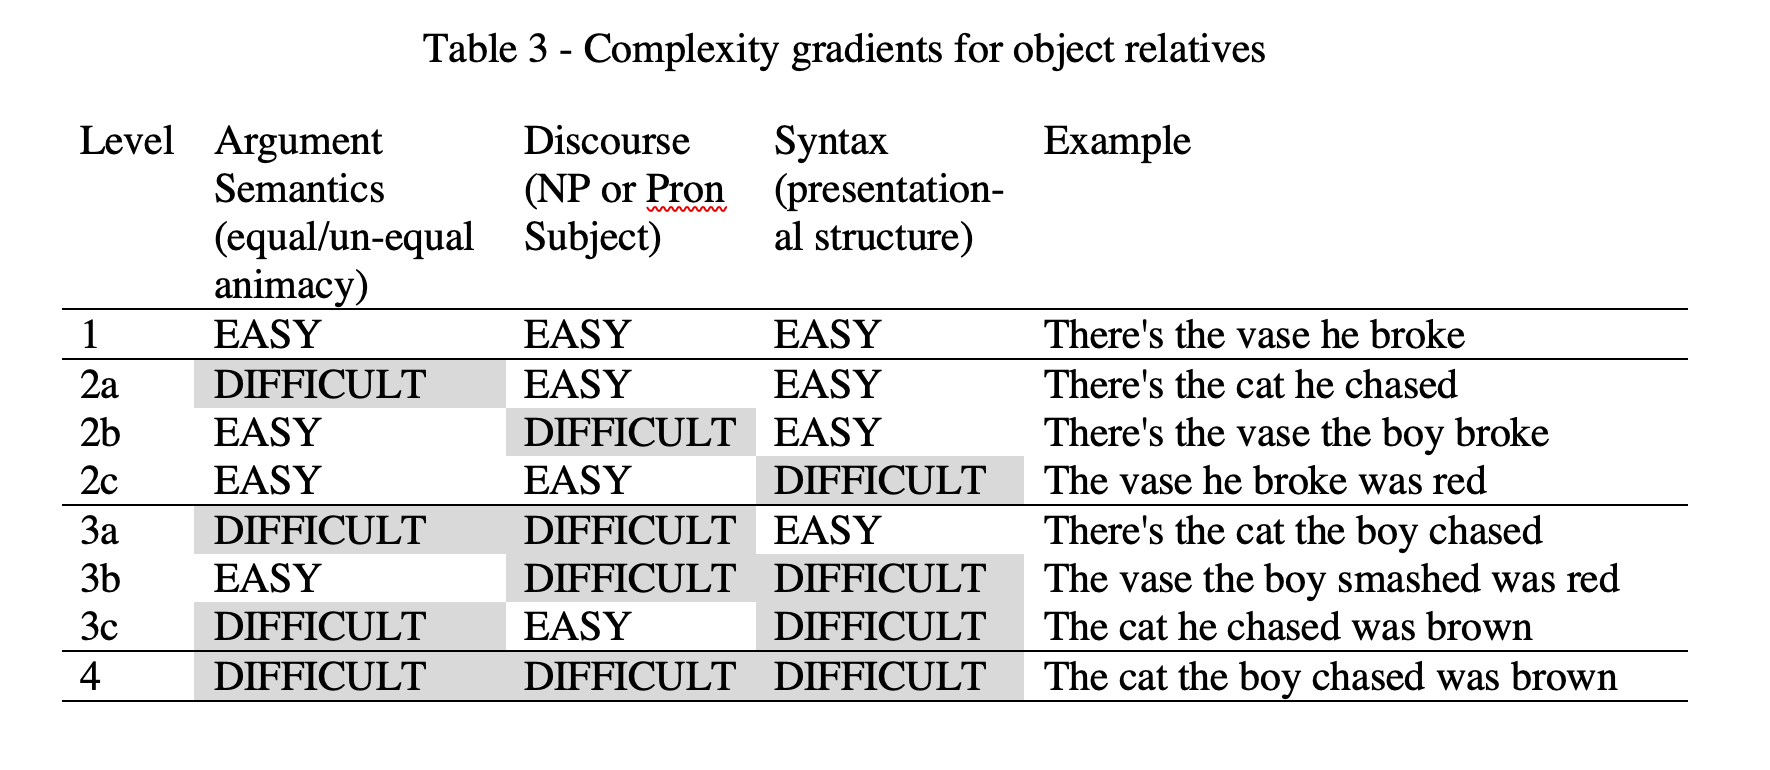 Table 3 - Complexity gradients for object relatives
Level Argument Semantics (equal/un-equal animacy) Discourse (NP or Pron Subject) Syntax (presentation-al structure) Example
1 EASY EASY EASY There's the vase he broke
2a DIFFICULT EASY EASY There's the cat he chased
2b EASY DIFFICULT EASY There's the vase the boy broke
2c EASY EASY DIFFICULT The vase he broke was red
3a DIFFICULT DIFFICULT EASY There's the cat the boy chased
3b EASY DIFFICULT DIFFICULT The vase the boy smashed was red
3c DIFFICULT EASY DIFFICULT The cat he chased was brown
4 DIFFICULT DIFFICULT DIFFICULT The cat the boy chased was brown